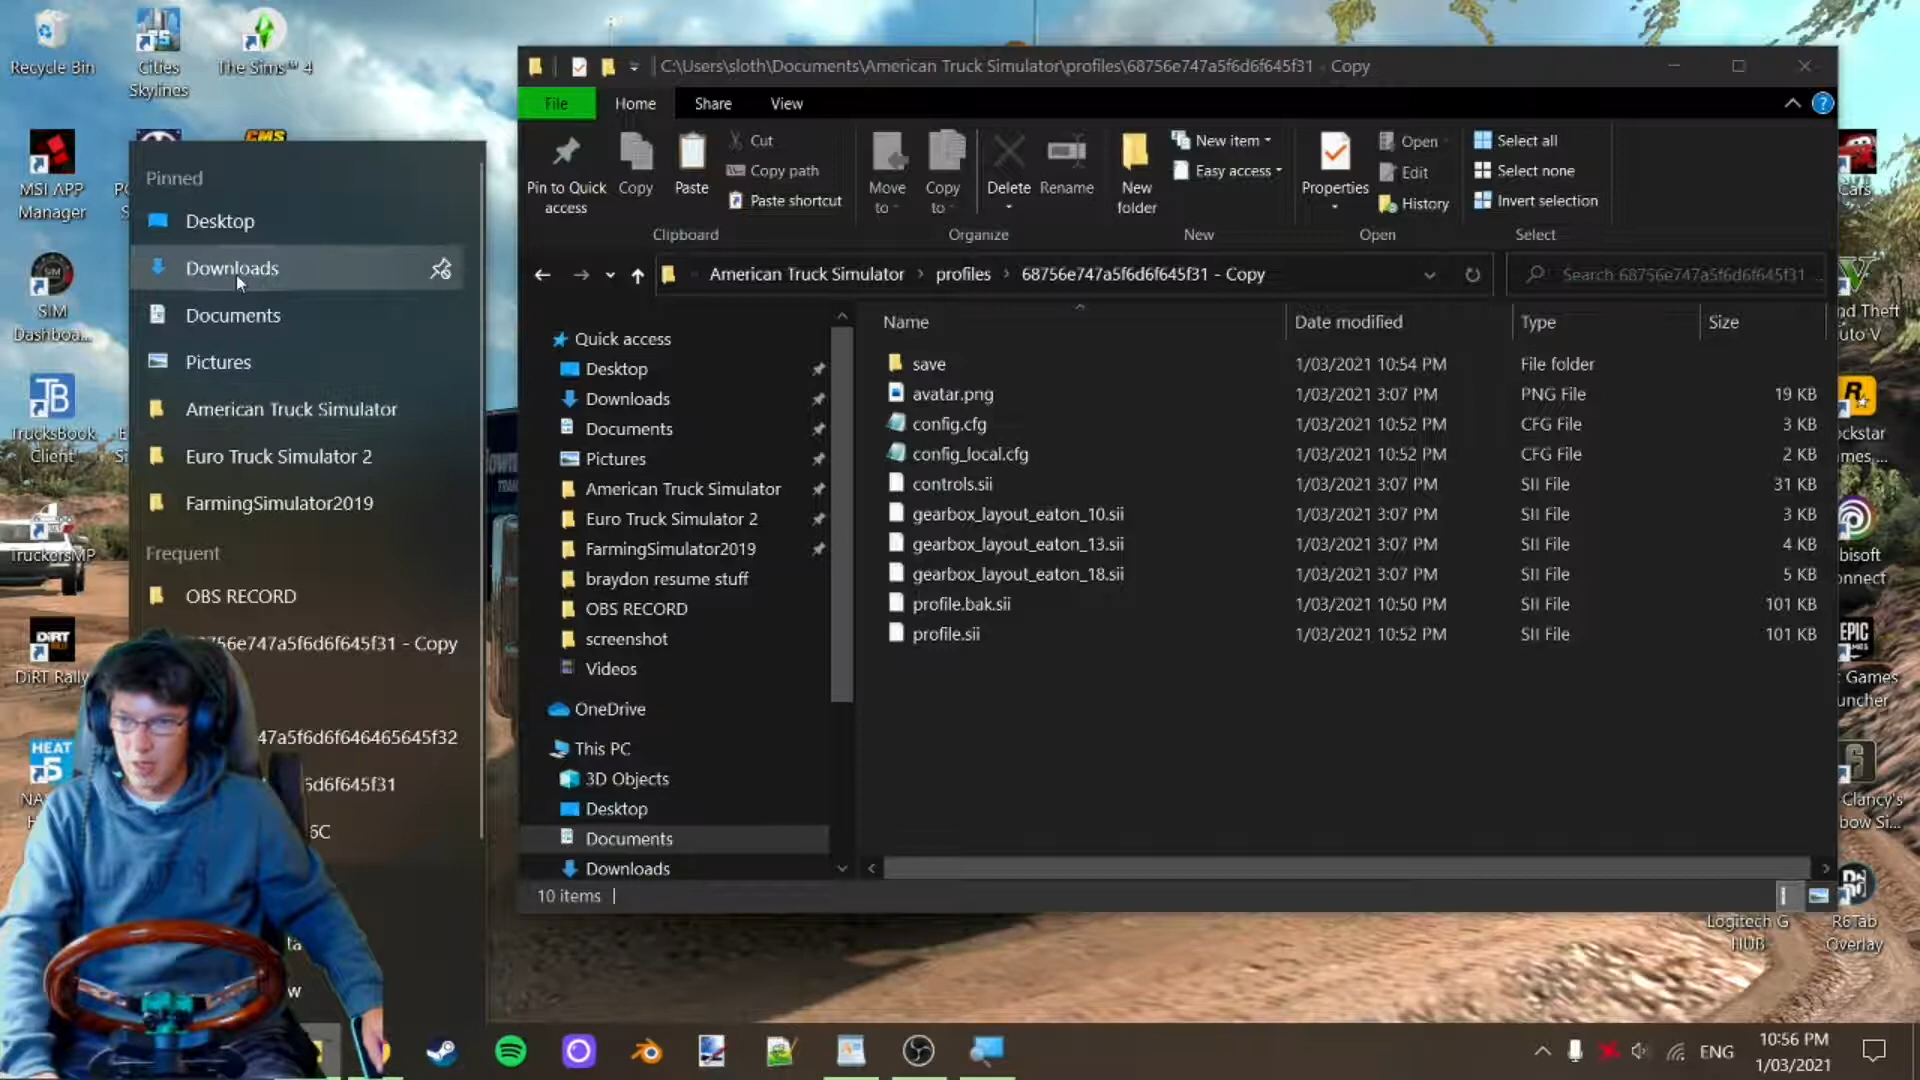 Recycle Bin
Cities
Skylines
The Sims™ 4
MSI APP
Manager
SIM
Dashboa...
TrucksBook
Client
TruckersMP
DiRT Rally
HEAT
5
Pinned
Desktop
Downloads
Documents
Pictures
American Truck Simulator
Euro Truck Simulator 2
FarmingSimulator2019
Frequent
OBS RECORD
56e747a5f6d6f645f31 - Copy
47a5f6d6f646465645f32
6d6f645f31
6C
C:\Users\sloth\Documents\American Truck Simulator\profiles\68756e747a5f6d6f645f31 - Copy
File
Home
Share
View
Pin to Quick
access
Copy
Paste
Cut
Copy path
Paste shortcut
Clipboard
Move
to
Copy
to
Delete
Rename
Organize
New
folder
New item
Easy access
New
Properties
Open
Edit
History
Open
Select all
Select none
Invert selection
Select
American Truck Simulator > profiles > 68756e747a5f6d6f645f31 - Copy
Search 68756e747a5f6d6f645f31 ...
Quick access
Desktop
Downloads
Documents
Pictures
American Truck Simulator
Euro Truck Simulator 2
FarmingSimulator2019
braydon resume stuff
OBS RECORD
screenshot
Videos
OneDrive
This PC
3D Objects
Desktop
Documents
Downloads
Name Date modified Type Size
save 1/03/2021 10:54 PM File folder
avatar.png 1/03/2021 3:07 PM PNG File 19 KB
config.cfg 1/03/2021 10:52 PM CFG File 3 KB
config_local.cfg 1/03/2021 10:52 PM CFG File 2 KB
controls.sii 1/03/2021 3:07 PM SII File 31 KB
gearbox_layout_eaton_10.sii 1/03/2021 3:07 PM SII File 3 KB
gearbox_layout_eaton_13.sii 1/03/2021 3:07 PM SII File 4 KB
gearbox_layout_eaton_18.sii 1/03/2021 3:07 PM SII File 5 KB
profile.bak.sii 1/03/2021 10:50 PM SII File 101 KB
profile.sii 1/03/2021 10:52 PM SII File 101 KB
10 items
Cars
nd Theft
uto V
ockstar
ames,...
bisoft
onnect
EPIC
GAMES
Games
uncher
Clancy's
bow Si...
Logitech G
HUB
R6Tab
Overlay
ENG
10:56 PM
1/03/2021